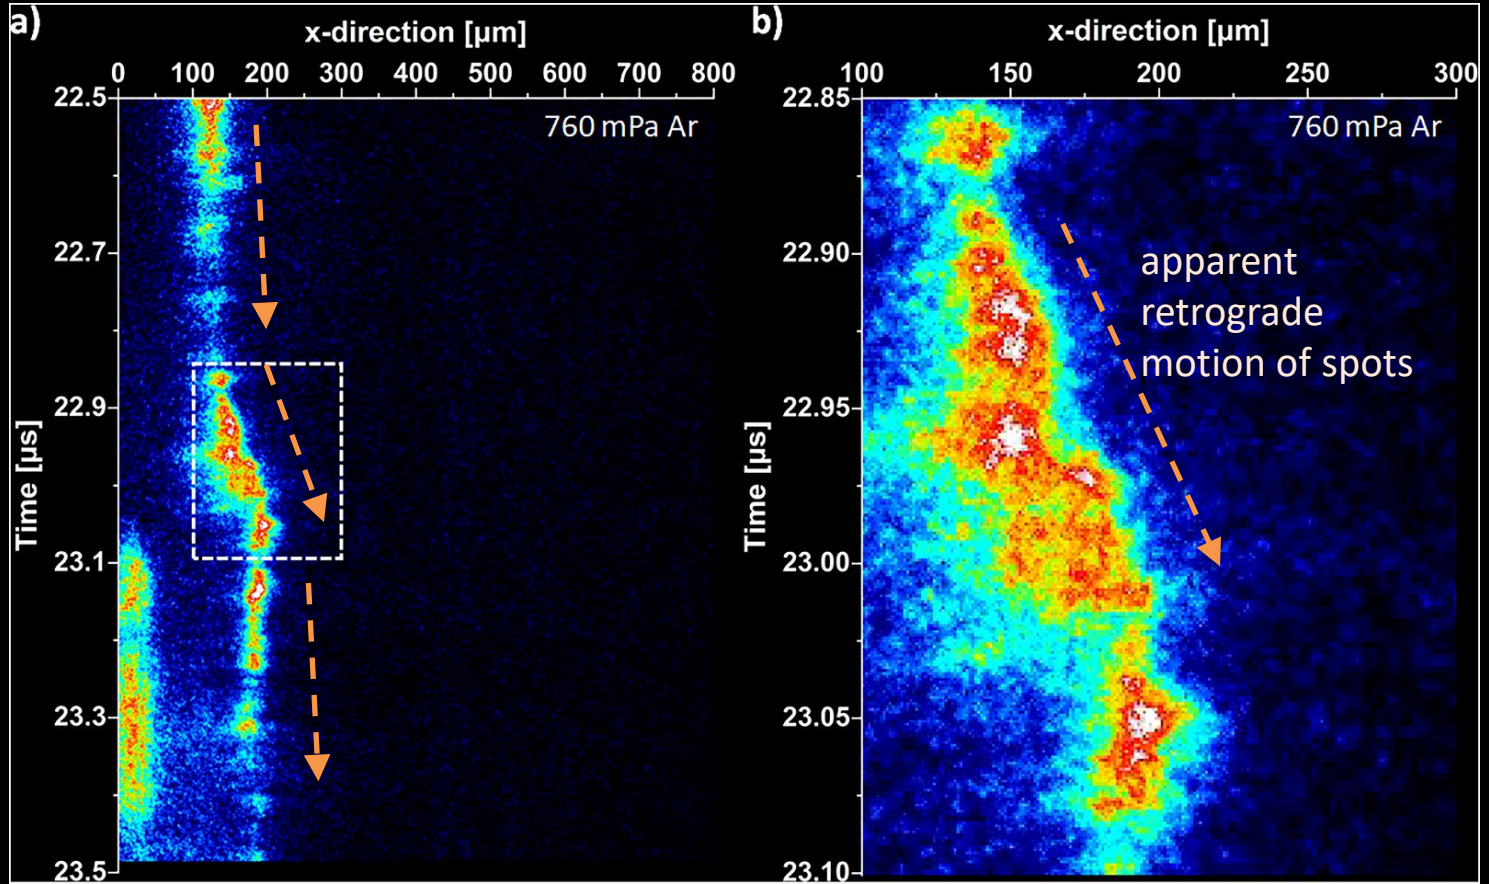 a)
x-direction [µm]
0 100 200 300 400 500 600 700 800
22.5
760 mPa Ar
22.7
22.9
23.1
23.3
23.5
Time [µs]
b)
x-direction [µm]
100 150 200 250 300
22.85
760 mPa Ar
22.90
apparent
retrograde
motion of spots
22.95
23.00
23.05
23.10
Time [µs]